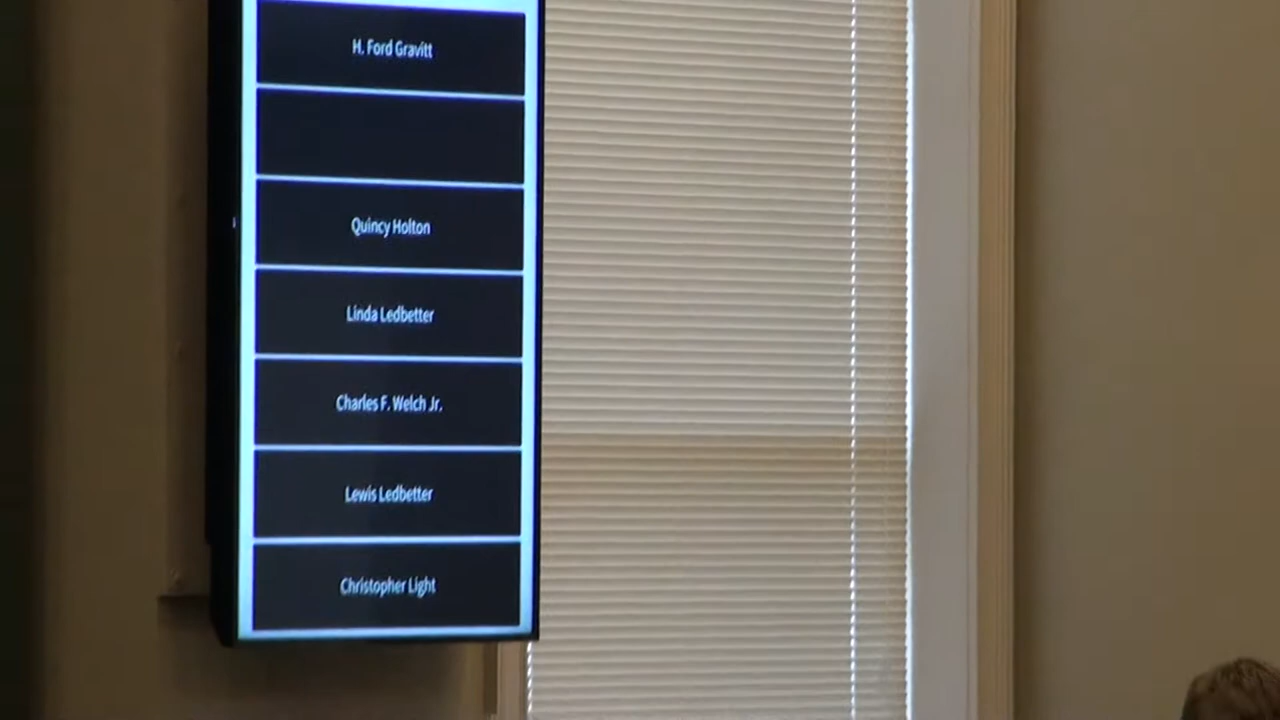 H. Ford Gravitt
Quincy Holton
Linda Ledbetter
Charles F. Welch Jr.
Lewis Ledbetter
Christopher Light